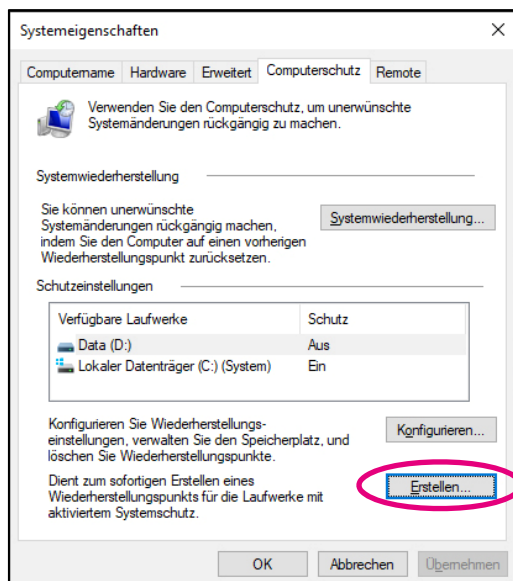 Systemeigenschaften
Computername Hardware Erweitert Computerschutz Remote
Verwenden Sie den Computerschutz, um unerwünschte
Systemänderungen rückgängig zu machen.
Systemwiederherstellung
Sie können unerwünschte
Systemänderungen rückgängig machen,
indem Sie den Computer auf einen vorherigen
Wiederherstellungspunkt zurücksetzen.
Systemwiederherstellung...
Schutzeinstellungen
Verfügbare Laufwerke Schutz
Data (D:) Aus
Lokaler Datenträger (C:) (System) Ein
Konfigurieren Sie Wiederherstellungs-
einstellungen, verwalten Sie den Speicherplatz, und
löschen Sie Wiederherstellungspunkte.
Konfigurieren...
Dient zum sofortigen Erstellen eines
Wiederherstellungspunkts für die Laufwerke mit
aktiviertem Systemschutz.
Erstellen...
OK Abbrechen Übernehmen